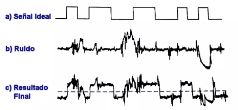 a) Señal Ideal
b) Ruido
c) Resultado
Final